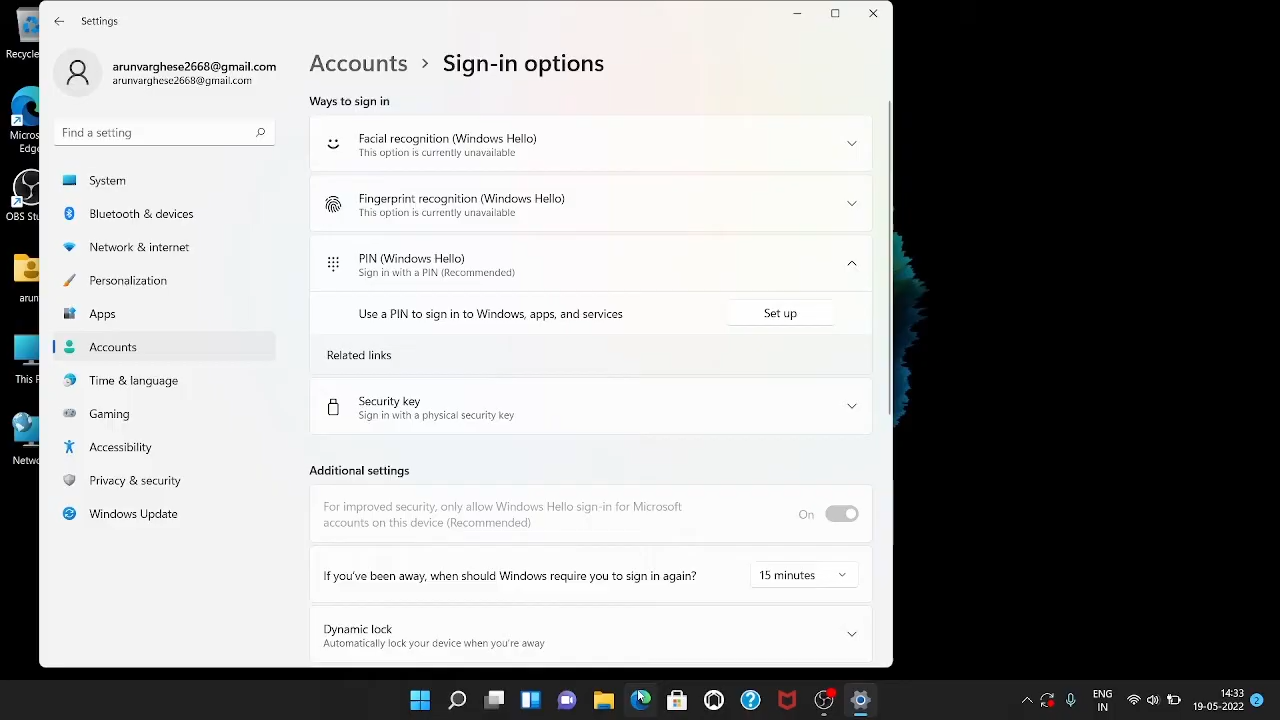 Settings
Recycle
Micros
Edge
OBS Stu
arun
This P
Netwo
arunvarghese2668@gmail.com
arunvarghese2668@gmail.com
Find a setting
System
Bluetooth & devices
Network & internet
Personalization
Apps
Accounts
Time & language
Gaming
Accessibility
Privacy & security
Windows Update
Accounts > Sign-in options
Ways to sign in
Facial recognition (Windows Hello)
This option is currently unavailable
Fingerprint recognition (Windows Hello)
This option is currently unavailable
PIN (Windows Hello)
Sign in with a PIN (Recommended)
Use a PIN to sign in to Windows, apps, and services
Set up
Related links
Security key
Sign in with a physical security key
Additional settings
For improved security, only allow Windows Hello sign-in for Microsoft
accounts on this device (Recommended)
On
If you've been away, when should Windows require you to sign in again?
15 minutes
Dynamic lock
Automatically lock your device when you're away
ENG
IN
14:33
19-05-2022
2